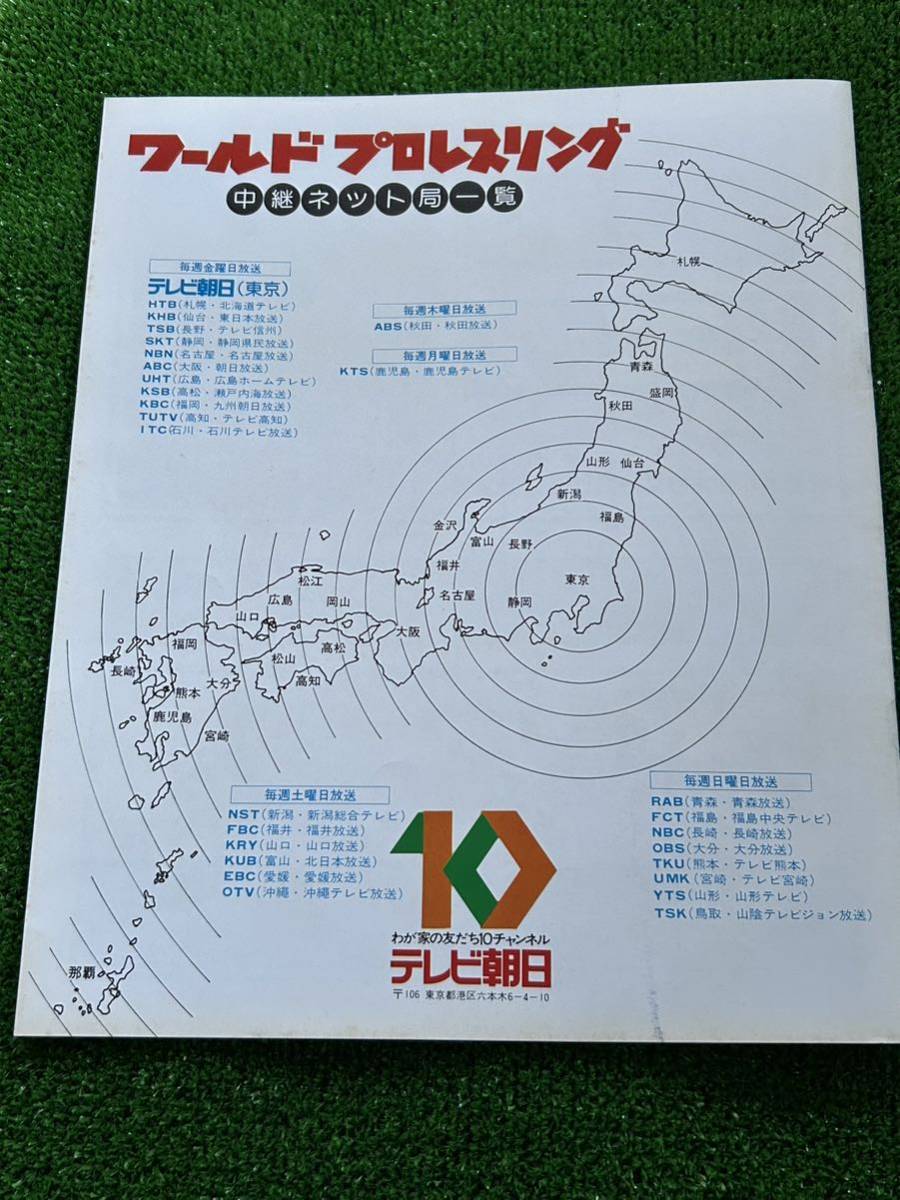 ワールドプロレスリング
中継ネット局一覧
毎週金曜日放送
テレビ朝日(東京)
HTB(札幌・北海道テレビ)
KHB(仙台・東日本放送)
TSB(長野・テレビ信州)
SKT(静岡・静岡県民放送)
NBN(名古屋・名古屋放送)
ABC(大阪・朝日放送)
UHT(広島・広島ホームテレビ)
KSB(高松・瀬戸内海放送)
KBC(福岡・九州朝日放送)
TUTV(高知・テレビ高知)
ITC(石川・石川テレビ放送)
毎週木曜日放送
ABS(秋田・秋田放送)
毎週月曜日放送
KTS(鹿児島・鹿児島テレビ)
札幌
青森
盛岡
秋田
山形
仙台
新潟
福島
金沢
富山
長野
福井
東京
名古屋
静岡
松江
広島
岡山
山口
大阪
福岡
松山
高松
長崎
大分
高知
熊本
鹿児島
宮崎
那覇
毎週土曜日放送
NST(新潟・新潟総合テレビ)
FBC(福井・福井放送)
KRY(山口・山口放送)
KUB(富山・北日本放送)
EBC(愛媛・愛媛放送)
OTV(沖縄・沖縄テレビ放送)
10
わが家の友だち10チャンネル
テレビ朝日
〒106 東京都港区六本木6-4-10
毎週日曜日放送
RAB(青森・青森放送)
FCT(福島・福島中央テレビ)
NBC(長崎・長崎放送)
OBS(大分・大分放送)
TKU(熊本・テレビ熊本)
UMK(宮崎・テレビ宮崎)
YTS(山形・山形テレビ)
TSK(鳥取・山陰テレビジョン放送)